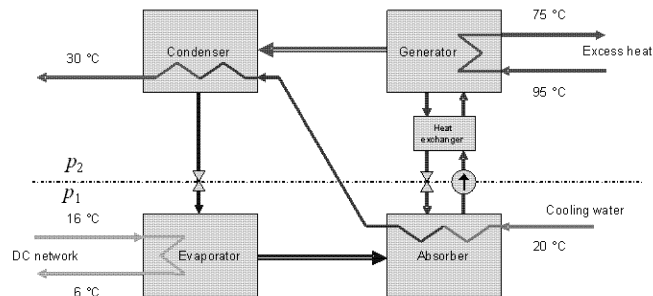 75 °C
Condenser
Generator
30 °C
Excess heat
95 °C
Heat
exchanger
p2
p1
16 °C
Cooling water
DC network
Evaporator
Absorber
20 °C
6 °C